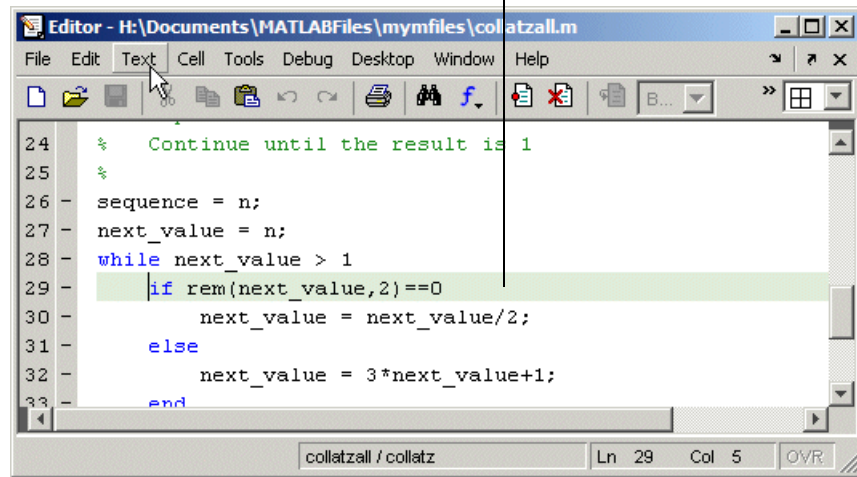 Editor - H:\Documents\MATLABFiles\mymfiles\collatzall.m
File Edit Text Cell Tools Debug Desktop Window Help
B...
24 % Continue until the result is 1
25 %
26 - sequence = n;
27 - next_value = n;
28 - while next_value > 1
29 - if rem(next_value,2)==0
30 - next_value = next_value/2;
31 - else
32 - next_value = 3*next_value+1;
33 - end
collatzall / collatz Ln 29 Col 5 OVR